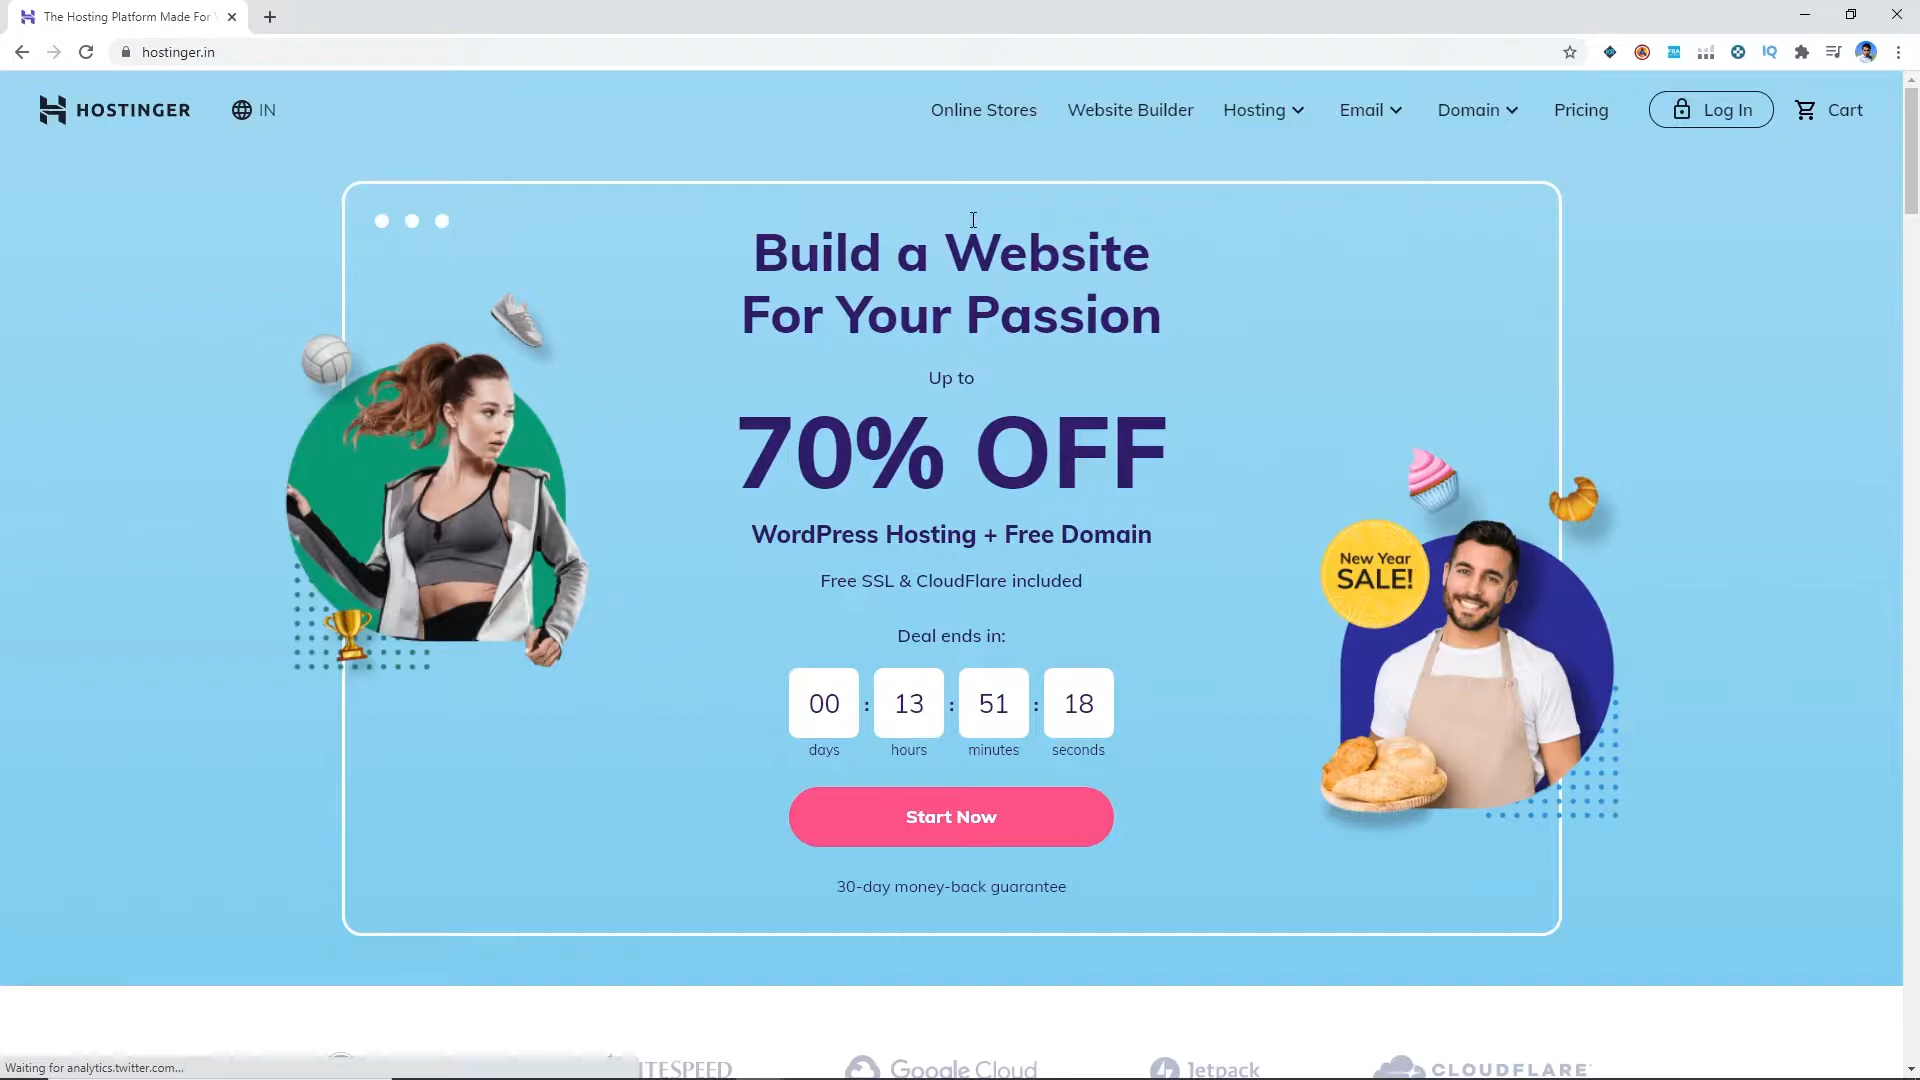 The Hosting Platform Made For
hostinger.in
HOSTINGER
IN
Online Stores
Website Builder
Hosting
Email
Domain
Pricing
Log In
Cart
Build a Website
For Your Passion
Up to
70% OFF
WordPress Hosting + Free Domain
Free SSL & CloudFlare included
New Year
SALE!
Deal ends in:
00 : 13 : 51 : 18
days hours minutes seconds
Start Now
30-day money-back guarantee
Waiting for analytics.twitter.com...
ITESPEED
Google Cloud
Jetpack
CLOUDFLARE
IQ